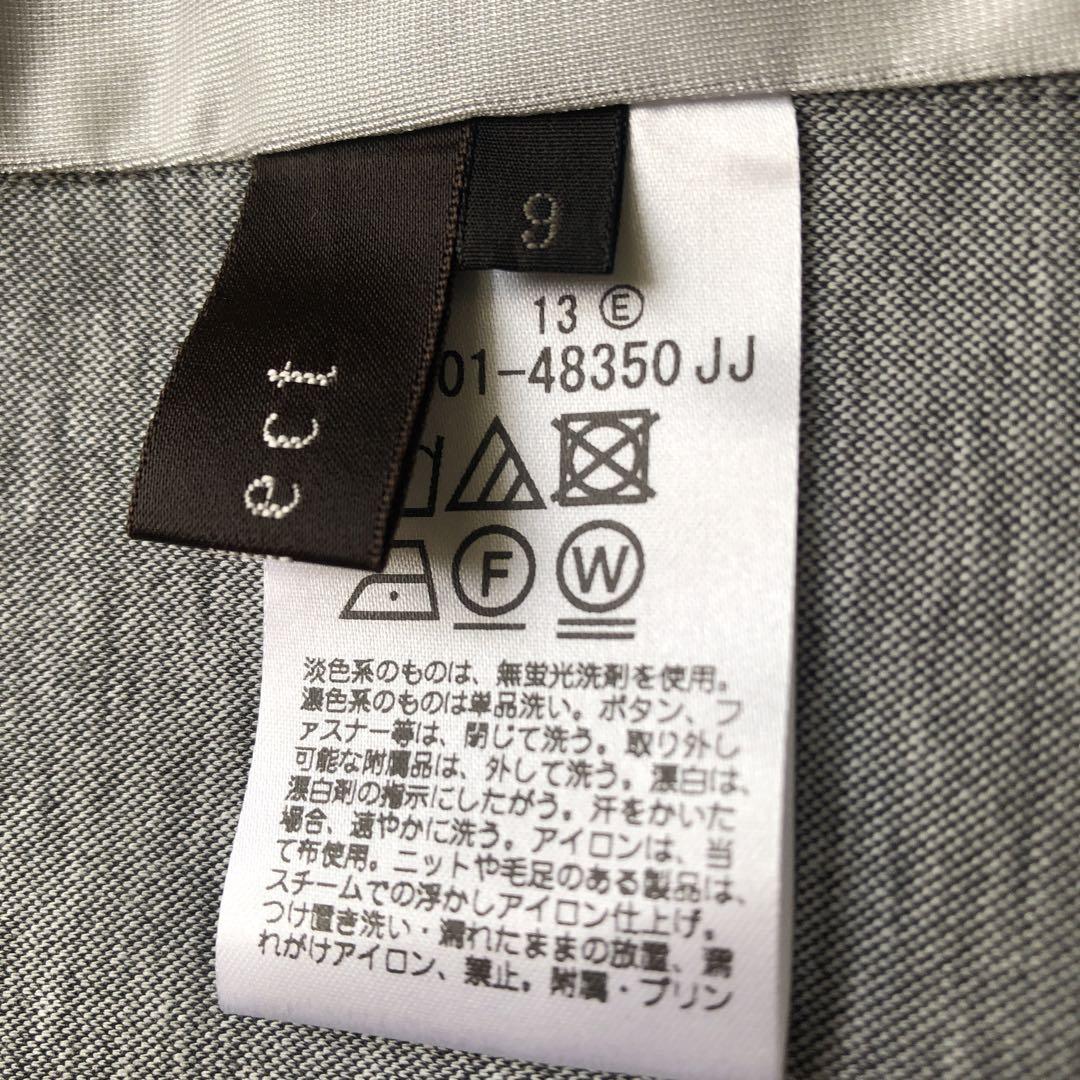 ect
9
13 Ⓔ
01-48350 JJ
F
W
淡色系のものは、無蛍光洗剤を使用。
濃色系のものは単品洗い。ボタン、フ
ァスナー等は、閉じて洗う。取り外し
可能な附属品は、外して洗う。漂白は、
漂白剤の指示にしたがう。汗をかいた
場合、速やかに洗う。アイロンは、当
て布使用。ニットや毛足のある製品は、
スチームでの浮かしアイロン仕上げ。
つけ置き洗い・濡れたままの放置、濡
れがけアイロン、禁止。附属・プリン